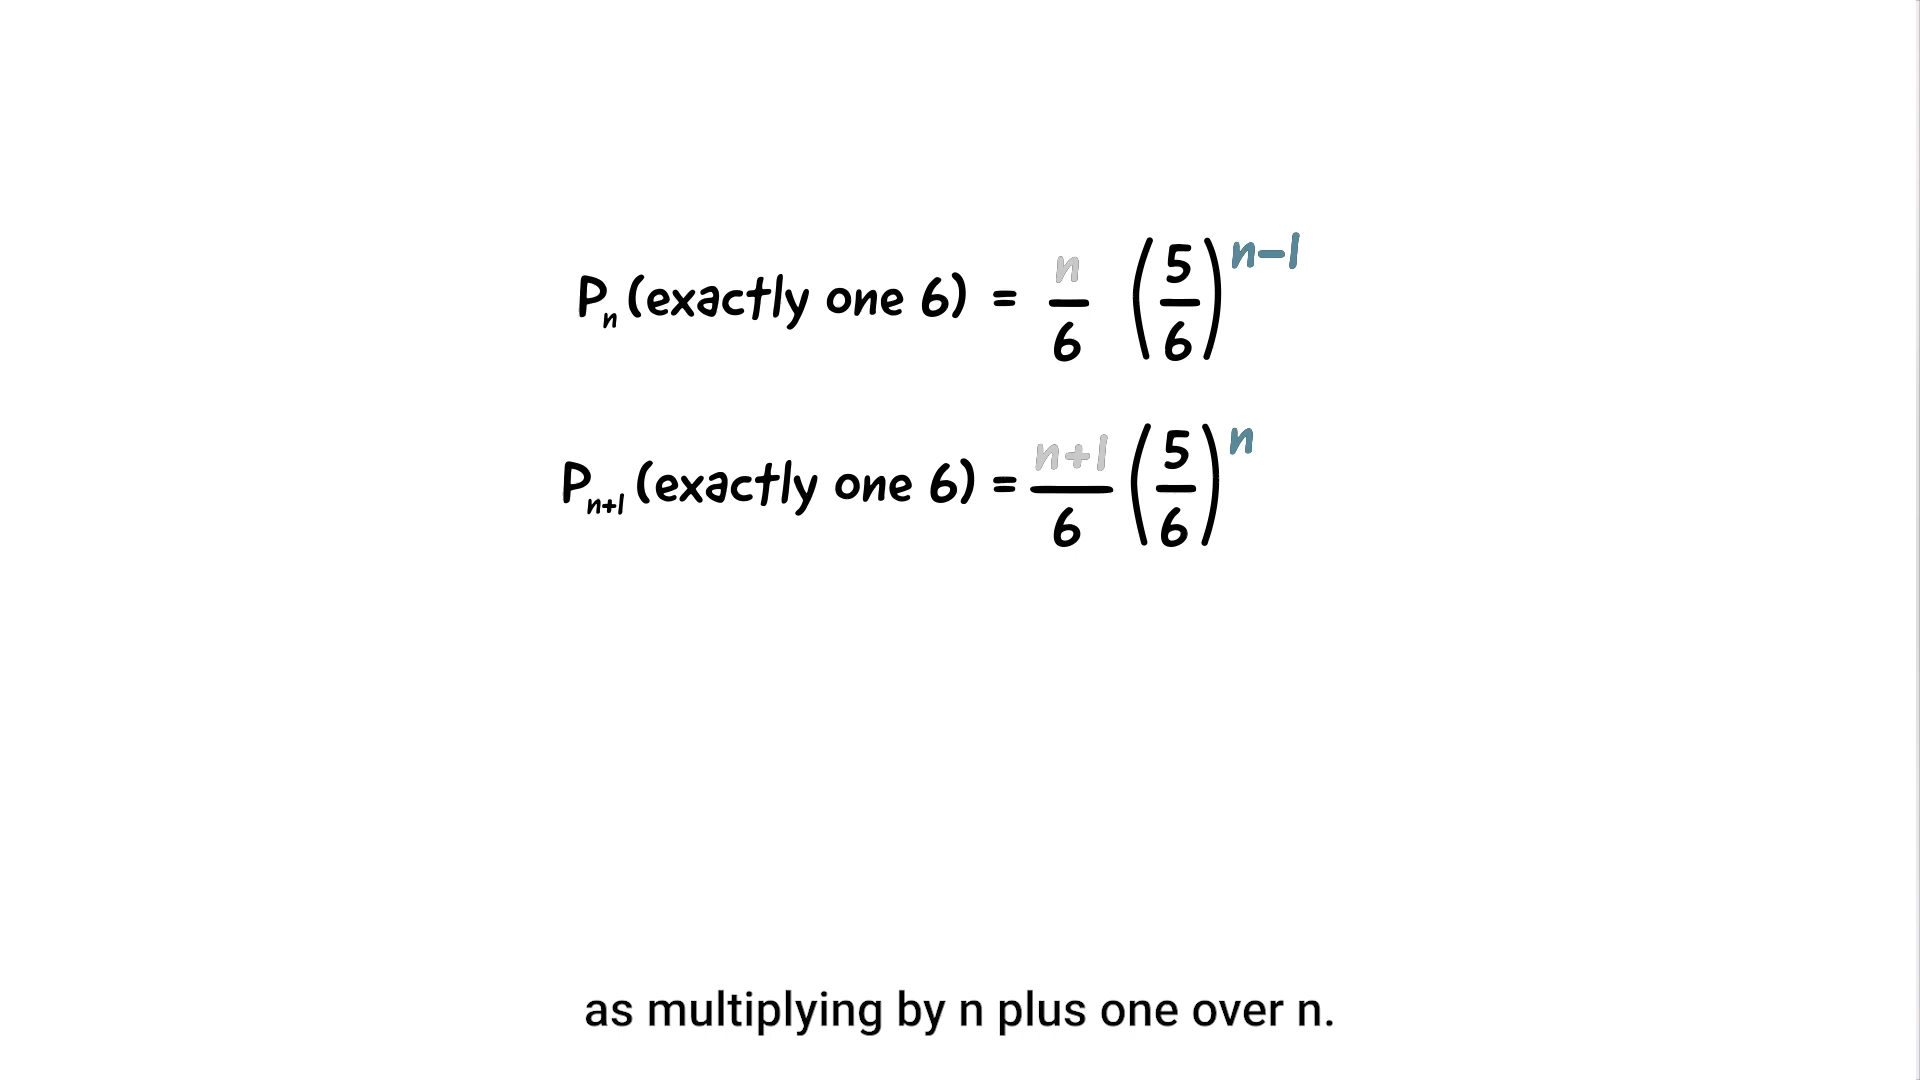 Pₙ (exactly one 6) = n/6 (5/6)ⁿ⁻¹
Pₙ₊₁ (exactly one 6) = n+1/6 (5/6)ⁿ
as multiplying by n plus one over n.